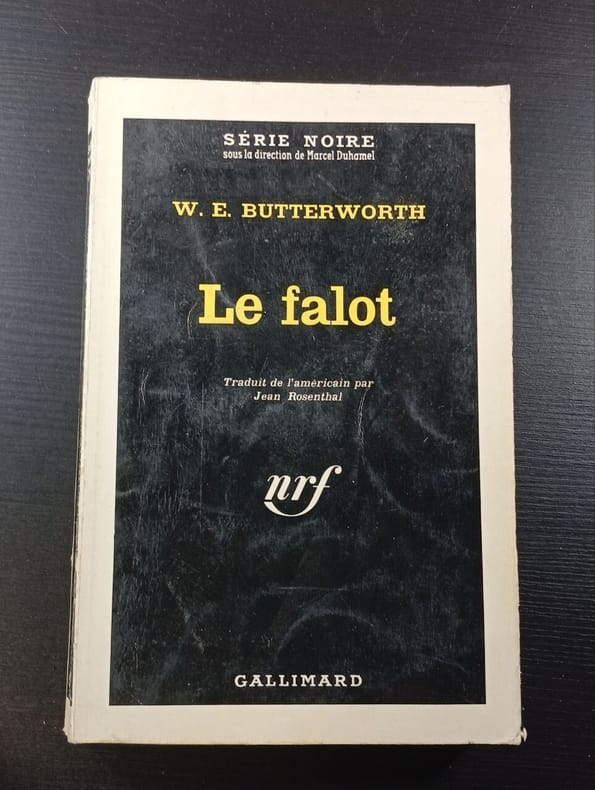 SÉRIE NOIRE
sous la direction de Marcel Duhamel
W. E. BUTTERWORTH
Le falot
Traduit de l'américain par
Jean Rosenthal
nrf
GALLIMARD